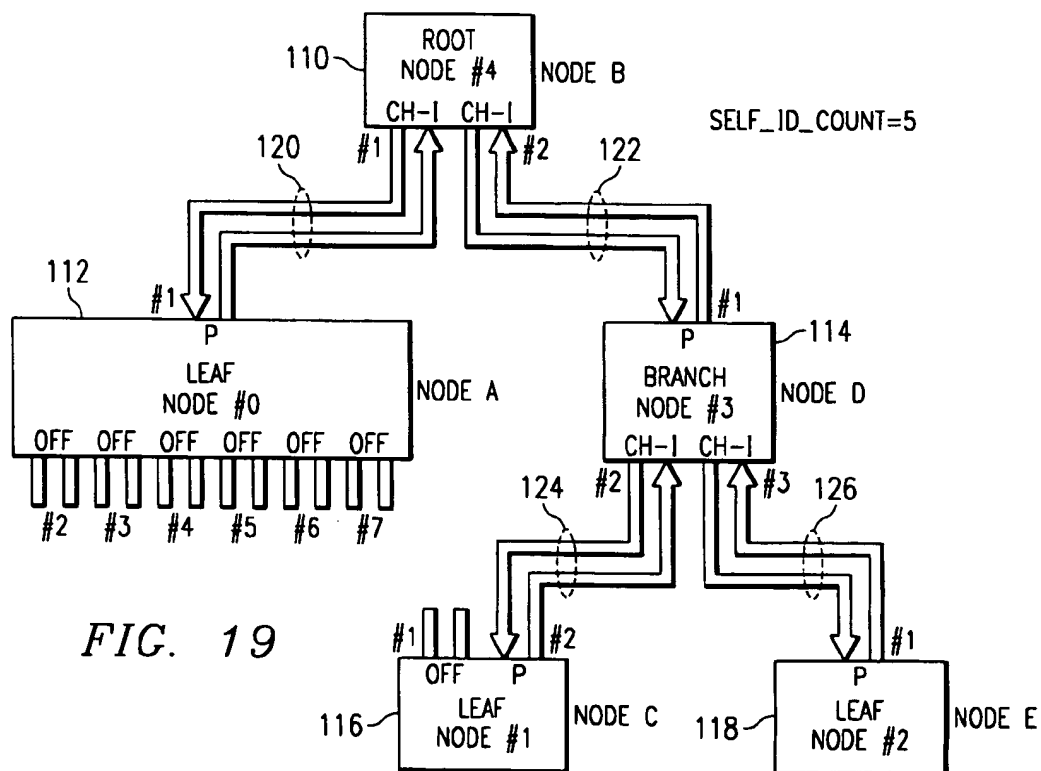 110
ROOT
NODE #4
CH-I CH-I
NODE B
SELF_ID_COUNT=5
#1
#2
120
122
112
#1
P
LEAF
NODE #0
NODE A
OFF OFF OFF OFF OFF OFF
#2 #3 #4 #5 #6 #7
#1
P
114
BRANCH
NODE #3
NODE D
CH-I CH-I
#2
#3
124
126
FIG. 19
#1
#2
OFF P
116
LEAF
NODE #1
NODE C
#1
P
118
LEAF
NODE #2
NODE E